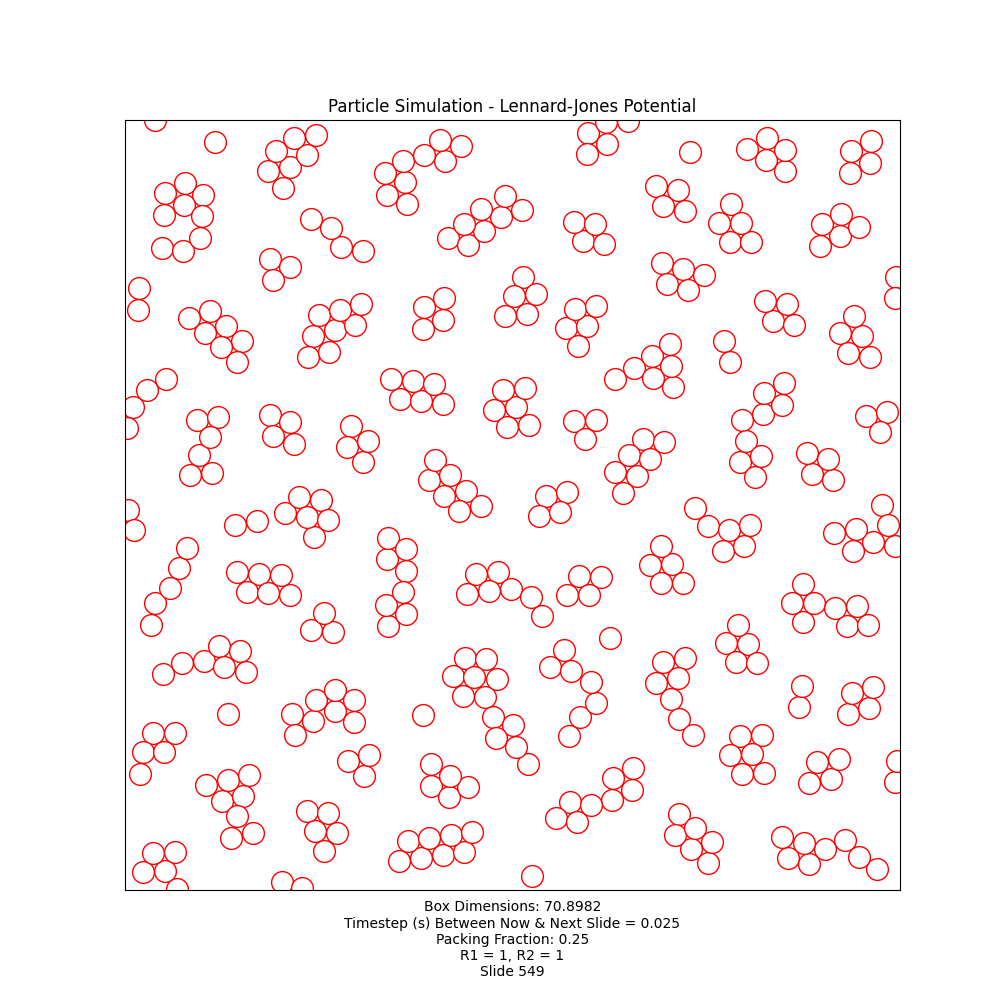 Particle Simulation - Lennard-Jones Potential
Box Dimensions: 70.8982
Timestep (s) Between Now & Next Slide = 0.025
Packing Fraction: 0.25
R1 = 1, R2 = 1
Slide 549